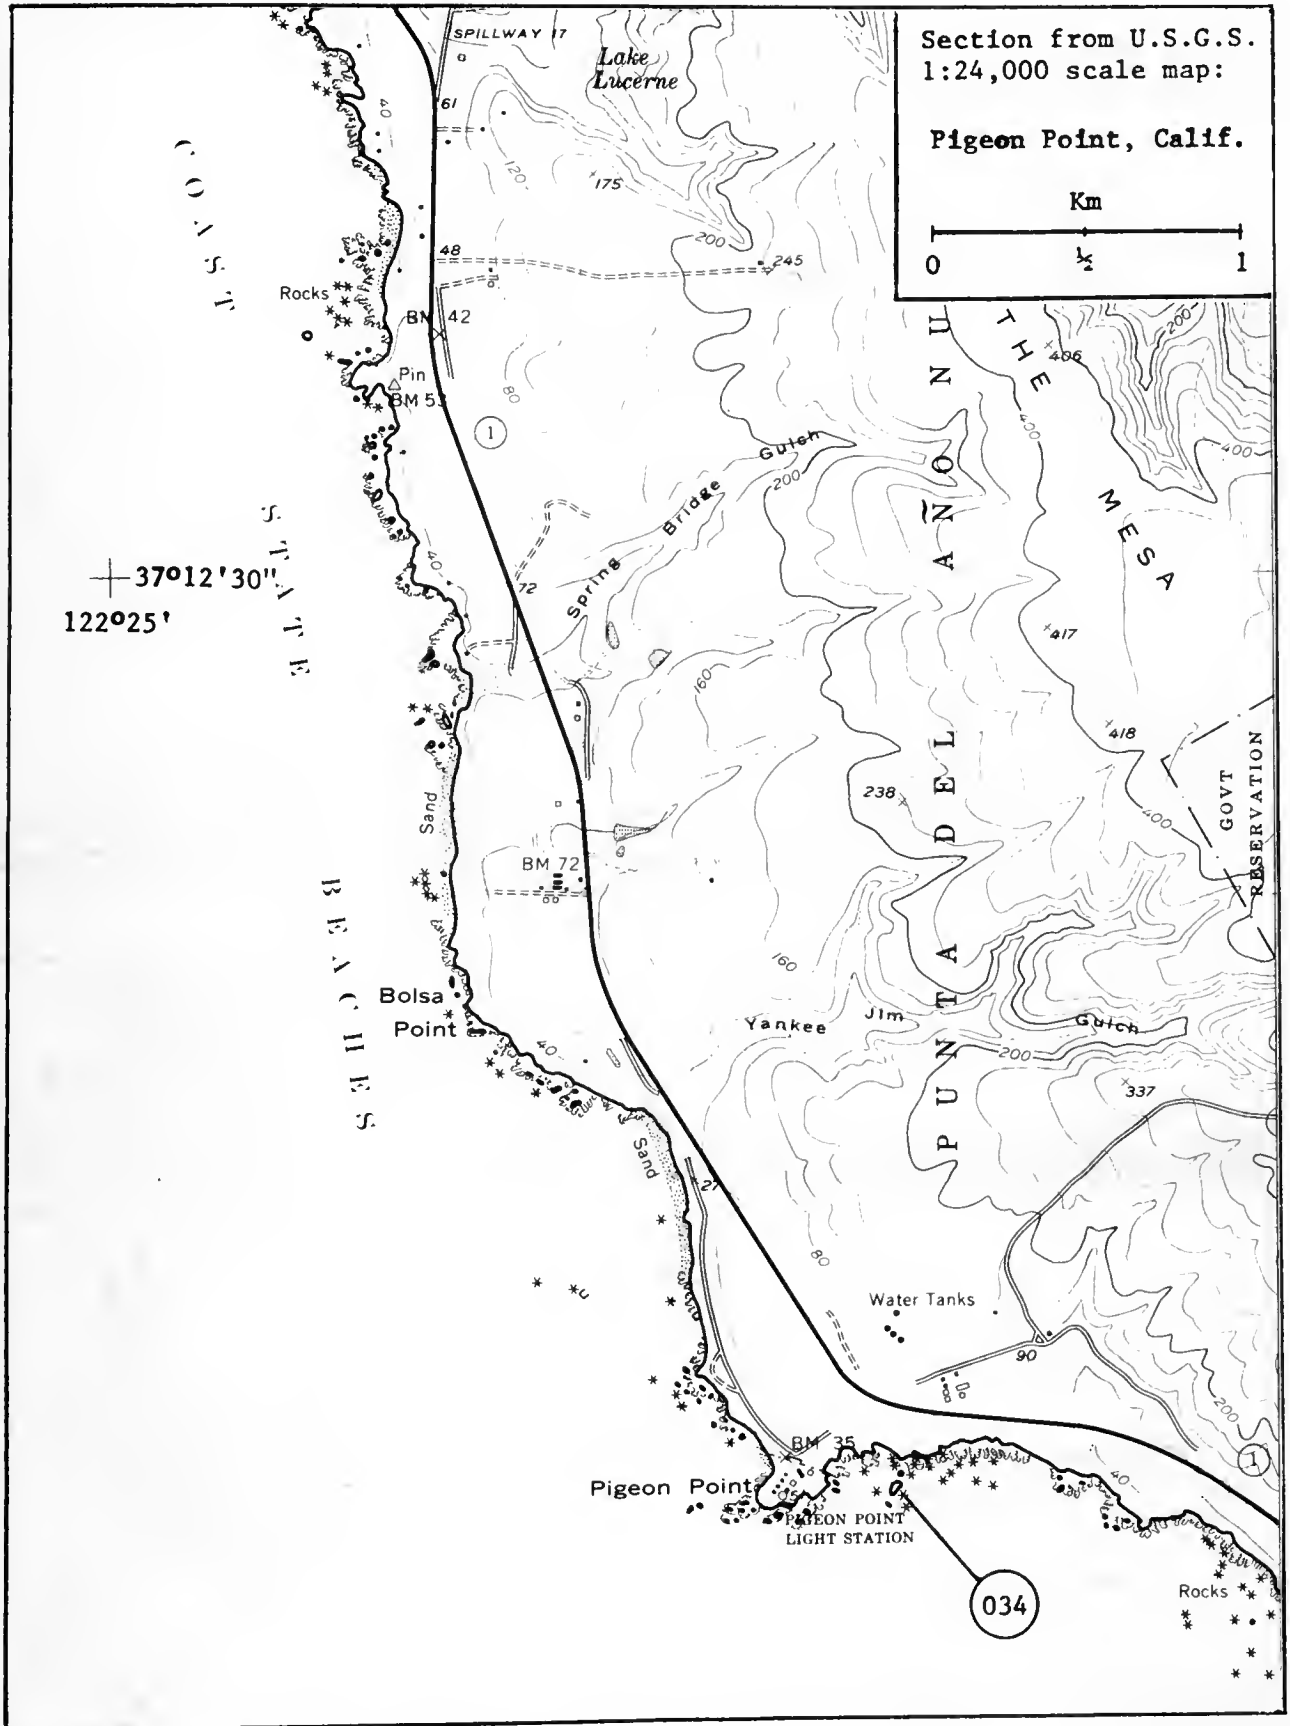 Section from U.S.G.S.
1:24,000 scale map:
Pigeon Point, Calif.
Km
0 ½ 1
SPILLWAY 17
Lake
Lucerne
61
40
120
175
COAST
200
48
245
Rocks
BM 42
Pin
BM 53
80
1
THE
406
200
400
400
Gulch
200
Bridge
Spring
MESA
STATE
40
72
37°12'30"
122°25'
417
160
418
238
400
GOVT
RESERVATION
Sand
BM 72
BEACHES
PUNTA DEL AÑO NU
160
Bolsa
Point
40
Yankee Jim Gulch
200
337
Sand
27
80
Water Tanks
90
200
BM 35
1
40
Pigeon Point
PIGEON POINT
LIGHT STATION
034
Rocks